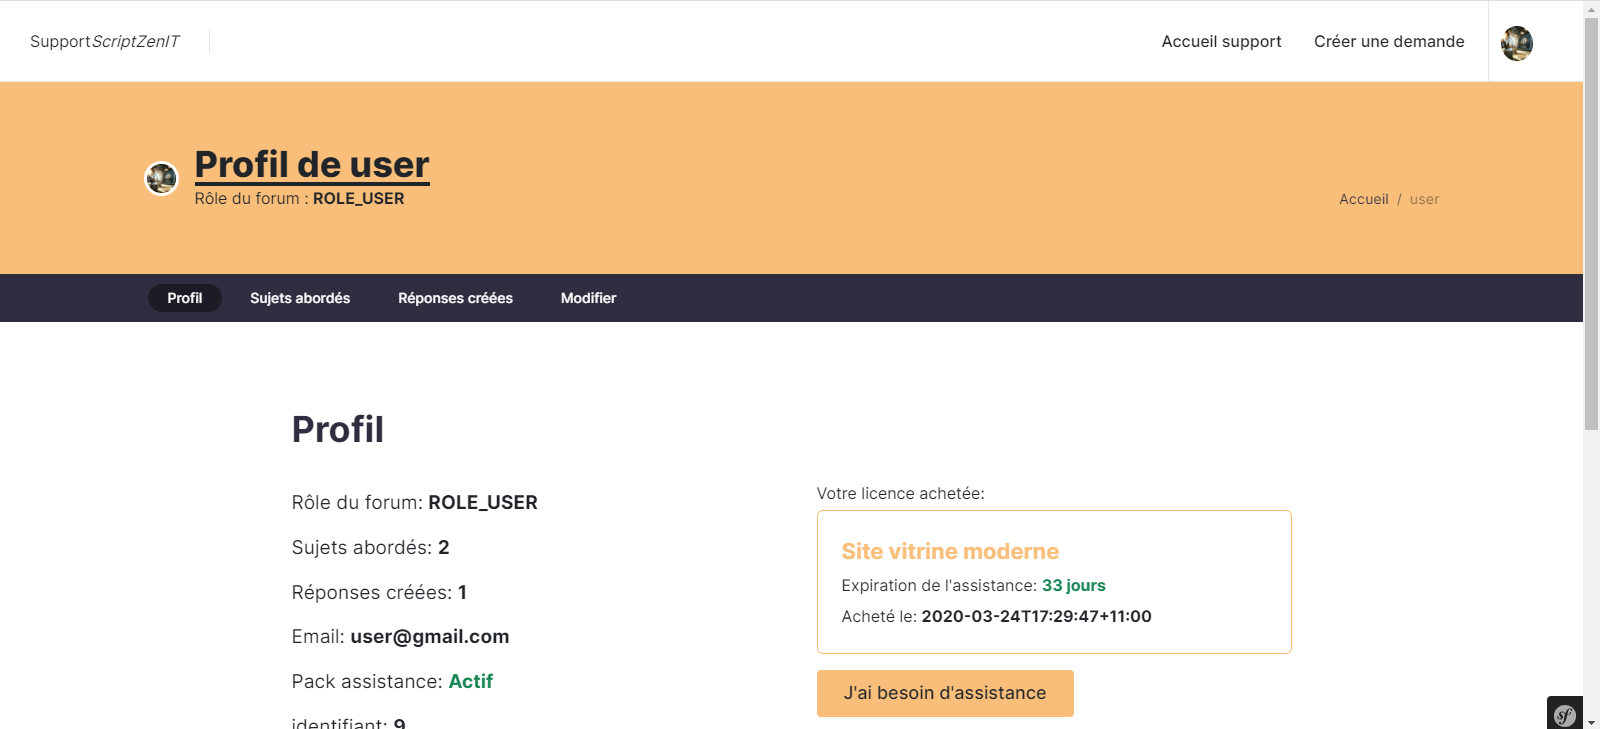 SupportScriptZenIT
Accueil support
Créer une demande
Profil de user
Rôle du forum : ROLE_USER
Accueil / user
Profil
Sujets abordés
Réponses créées
Modifier
Profil
Rôle du forum: ROLE_USER
Sujets abordés: 2
Réponses créées: 1
Email: user@gmail.com
Pack assistance: Actif
identifiant: 9
Votre licence achetée:
Site vitrine moderne
Expiration de l'assistance: 33 jours
Acheté le: 2020-03-24T17:29:47+11:00
J'ai besoin d'assistance
sf